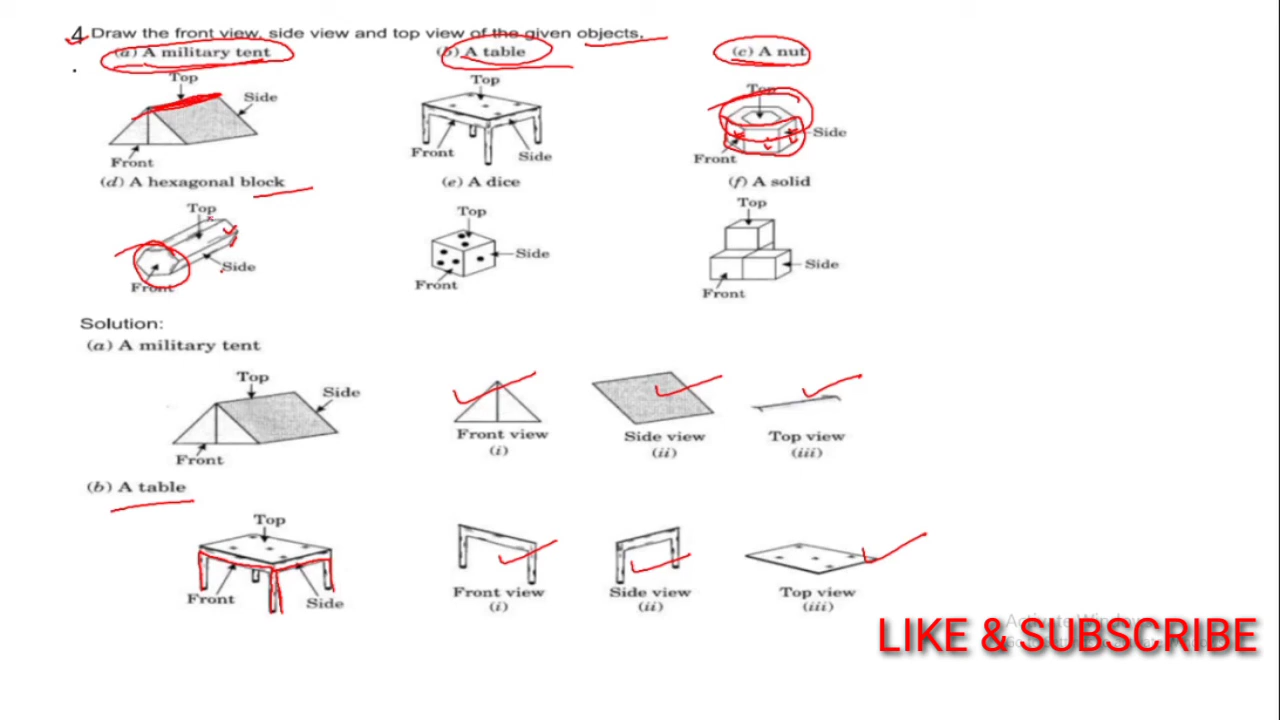 4 Draw the front view, side view and top view of the given objects,
.
(a) A military tent (b) A table (c) A nut
Top Top Top
Side
Side
Front Front Side Front
(d) A hexagonal block (e) A dice (f) A solid
Top Top Top
Side Side Side
Front Front Front
Solution:
(a) A military tent
Top
Side
Front view Side view Top view
Front (i) (ii) (iii)
(b) A table
Top
Front Side Front view Side view Top view
(i) (ii) (iii)
LIKE & SUBSCRIBE